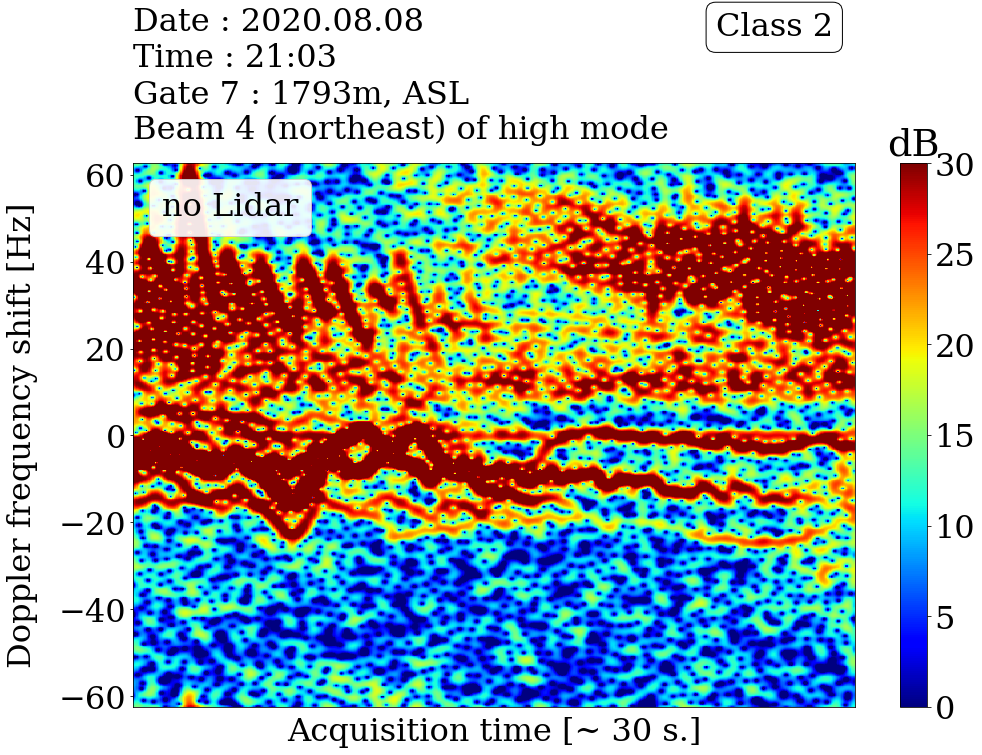 Date : 2020.08.08
Time : 21:03
Gate 7 : 1793m, ASL
Beam 4 (northeast) of high mode
Class 2
dB
no Lidar
Doppler frequency shift [Hz]
60
40
20
0
−20
−40
−60
30
25
20
15
10
5
0
Acquisition time [~ 30 s.]